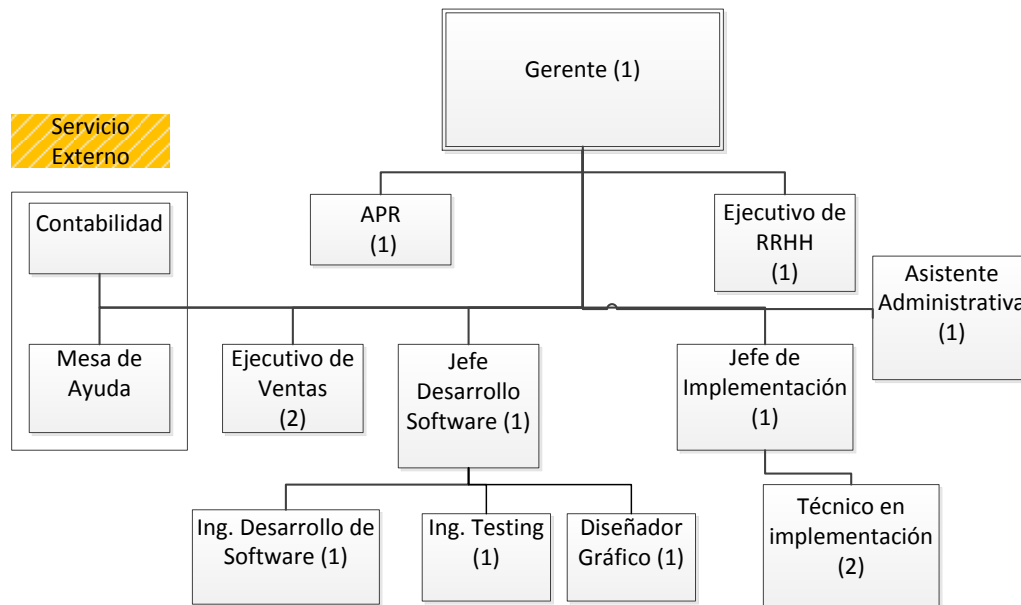 Gerente (1)
Servicio
Externo
Contabilidad
APR
(1)
Ejecutivo de
RRHH
(1)
Asistente
Administrativa
(1)
Mesa de
Ayuda
Ejecutivo de
Ventas
(2)
Jefe
Desarrollo
Software (1)
Jefe de
Implementación
(1)
Ing. Desarrollo de
Software (1)
Ing. Testing
(1)
Diseñador
Gráfico (1)
Técnico en
implementación
(2)